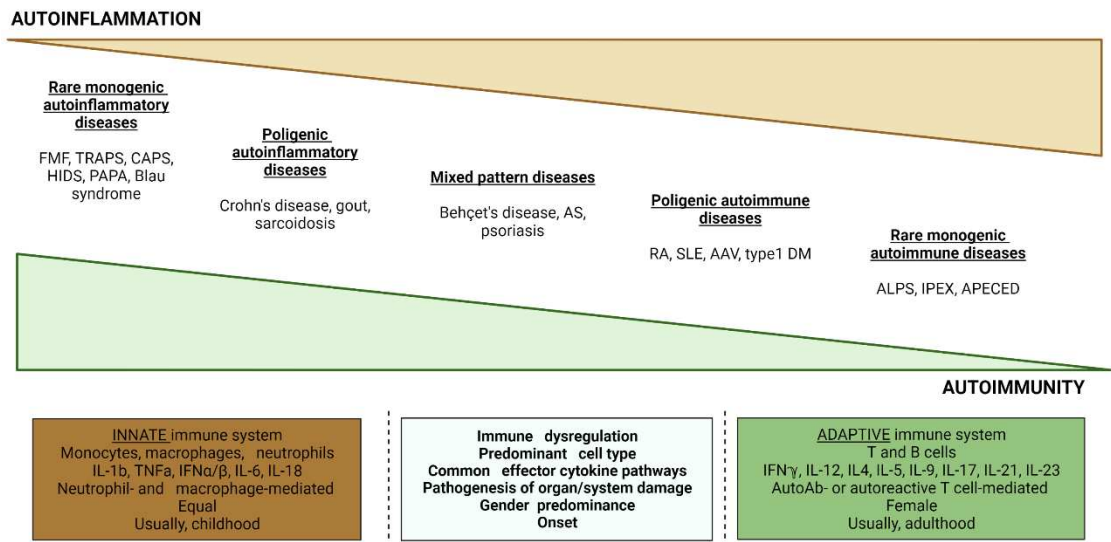 AUTOINFLAMMATION
Rare monogenic
autoinflammatory
diseases
FMF, TRAPS, CAPS,
HIDS, PAPA, Blau
syndrome
Poligenic
autoinflammatory
diseases
Crohn's disease, gout,
sarcoidosis
Mixed pattern diseases
Behçet's disease, AS,
psoriasis
Poligenic autoimmune
diseases
RA, SLE, AAV, type1 DM
Rare monogenic
autoimmune diseases
ALPS, IPEX, APECED
AUTOIMMUNITY
INNATE immune system
Monocytes, macrophages, neutrophils
IL-1b, TNFa, IFNα/β, IL-6, IL-18
Neutrophil- and macrophage-mediated
Equal
Usually, childhood
Immune dysregulation
Predominant cell type
Common effector cytokine pathways
Pathogenesis of organ/system damage
Gender predominance
Onset
ADAPTIVE immune system
T and B cells
IFNγ, IL-12, IL4, IL-5, IL-9, IL-17, IL-21, IL-23
AutoAb- or autoreactive T cell-mediated
Female
Usually, adulthood